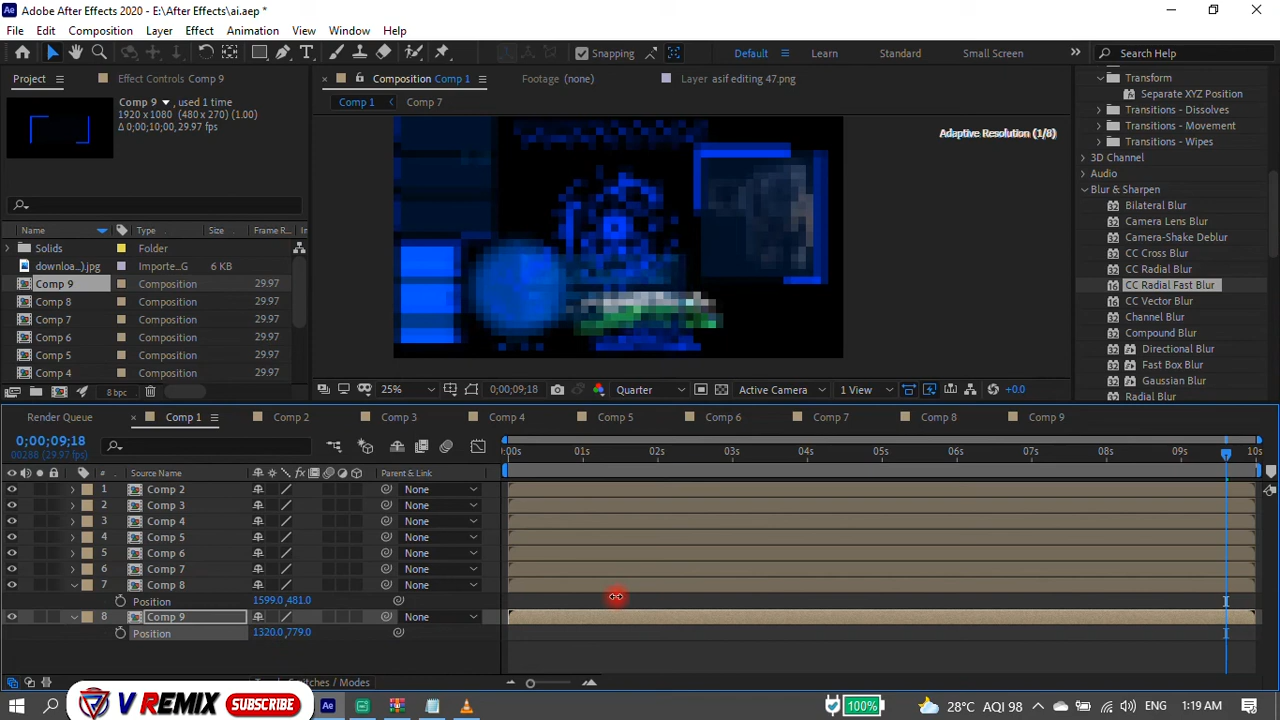 Adobe After Effects 2020 - E:\After Effects\ai.aep *
File Edit Composition Layer Effect Animation View Window Help
Snapping Default Learn Standard Small Screen Search Help
Project Effect Controls Comp 9 Composition Comp 1 Footage (none) Layer asif editing 47.png
Comp 1 Comp 7
Comp 9 , used 1 time
1920 x 1080 (480 x 270) (1.00)
Δ 0;00;10;00, 29.97 fps
Adaptive Resolution (1/8)
Name Type Size Frame R...
Solids Folder
downloa...).jpg Importe...G 6 KB
Comp 9 Composition 29.97
Comp 8 Composition 29.97
Comp 7 Composition 29.97
Comp 6 Composition 29.97
Comp 5 Composition 29.97
Comp 4 Composition 29.97
8 bpc
25% 0;00;09;18 Quarter Active Camera 1 View +0.0
Transform
Separate XYZ Position
Transitions - Dissolves
Transitions - Movement
Transitions - Wipes
3D Channel
Audio
Blur & Sharpen
Bilateral Blur
Camera Lens Blur
Camera-Shake Deblur
CC Cross Blur
CC Radial Blur
CC Radial Fast Blur
CC Vector Blur
Channel Blur
Compound Blur
Directional Blur
Fast Box Blur
Gaussian Blur
Radial Blur
Render Queue Comp 1 Comp 2 Comp 3 Comp 4 Comp 5 Comp 6 Comp 7 Comp 8 Comp 9
0;00;09;18
00288 (29.97 fps)
:00s 01s 02s 03s 04s 05s 06s 07s 08s 09s 10s
# Source Name Parent & Link
1 Comp 2 None
2 Comp 3 None
3 Comp 4 None
4 Comp 5 None
5 Comp 6 None
6 Comp 7 None
7 Comp 8 None
Position 1599.0,481.0
8 Comp 9 None
Position 1320.0,779.0
Switches / Modes
V REMIX SUBSCRIBE
100% 28°C AQI 98 ENG 1:19 AM